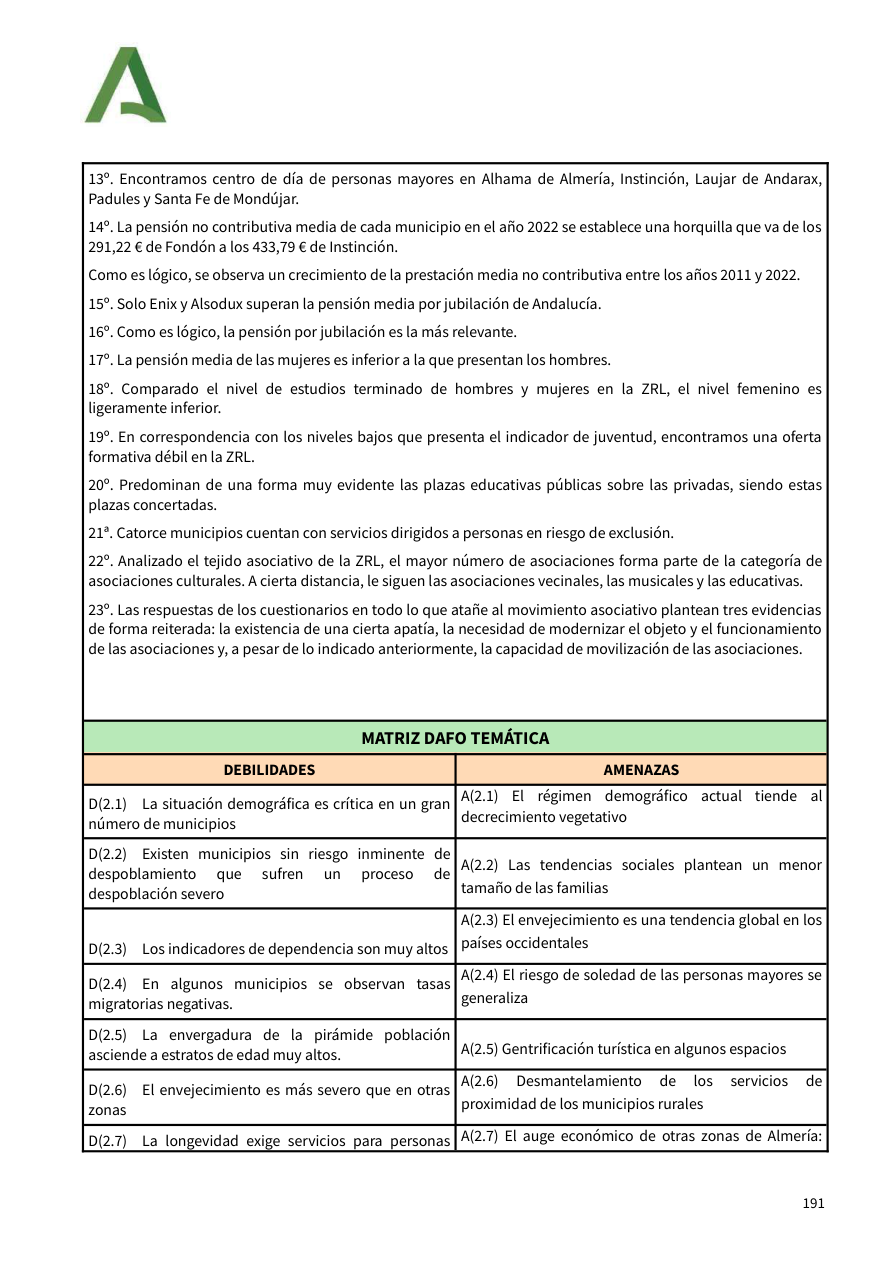 13º. Encontramos centro de día de personas mayores en Alhama de Almería, Instinción, Laujar de Andarax,
Padules y Santa Fe de Mondújar.
14º. La pensión no contributiva media de cada municipio en el año 2022 se establece una horquilla que va de los
291,22 € de Fondón a los 433,79 € de Instinción.
Como es lógico, se observa un crecimiento de la prestación media no contributiva entre los años 2011 y 2022.
15º. Solo Enix y Alsodux superan la pensión media por jubilación de Andalucía.
16º. Como es lógico, la pensión por jubilación es la más relevante.
17º. La pensión media de las mujeres es inferior a la que presentan los hombres.
18º. Comparado el nivel de estudios terminado de hombres y mujeres en la ZRL, el nivel femenino es
ligeramente inferior.
19º. En correspondencia con los niveles bajos que presenta el indicador de juventud, encontramos una oferta
formativa débil en la ZRL.
20º. Predominan de una forma muy evidente las plazas educativas públicas sobre las privadas, siendo estas
plazas concertadas.
21ª. Catorce municipios cuentan con servicios dirigidos a personas en riesgo de exclusión.
22º. Analizado el tejido asociativo de la ZRL, el mayor número de asociaciones forma parte de la categoría de
asociaciones culturales. A cierta distancia, le siguen las asociaciones vecinales, las musicales y las educativas.
23º. Las respuestas de los cuestionarios en todo lo que atañe al movimiento asociativo plantean tres evidencias
de forma reiterada: la existencia de una cierta apatía, la necesidad de modernizar el objeto y el funcionamiento
de las asociaciones y, a pesar de lo indicado anteriormente, la capacidad de movilización de las asociaciones.
MATRIZ DAFO TEMÁTICA
DEBILIDADES
AMENAZAS
D(2.1) La situación demográfica es crítica en un gran
número de municipios
A(2.1) El régimen demográfico actual tiende al
decrecimiento vegetativo
D(2.2) Existen municipios sin riesgo inminente de
despoblamiento que sufren un proceso de
despoblación severo
A(2.2) Las tendencias sociales plantean un menor
tamaño de las familias
D(2.3) Los indicadores de dependencia son muy altos
A(2.3) El envejecimiento es una tendencia global en los
países occidentales
D(2.4) En algunos municipios se observan tasas
migratorias negativas.
A(2.4) El riesgo de soledad de las personas mayores se
generaliza
D(2.5) La envergadura de la pirámide población
asciende a estratos de edad muy altos.
A(2.5) Gentrificación turística en algunos espacios
D(2.6) El envejecimiento es más severo que en otras
zonas
A(2.6) Desmantelamiento de los servicios de
proximidad de los municipios rurales
D(2.7) La longevidad exige servicios para personas
A(2.7) El auge económico de otras zonas de Almería:
191